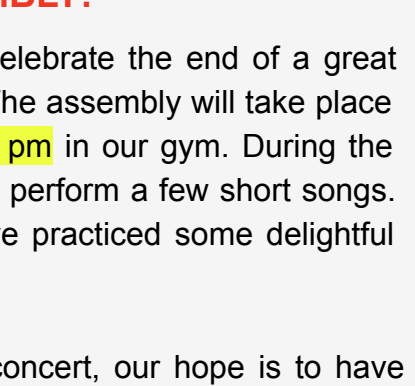 elebrate the end of a great
he assembly will take place
pm in our gym. During the
perform a few short songs.
e practiced some delightful
concert, our hope is to have